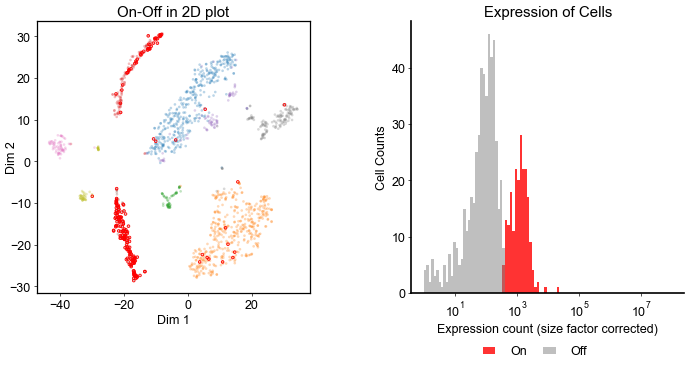 On-Off in 2D plot
30
20
10
0
−10
−20
−30
Dim 2
−40
−20
0
20
Dim 1
Expression of Cells
40
30
20
10
0
Cell Counts
10^1
10^3
10^5
10^7
Expression count (size factor corrected)
On
Off